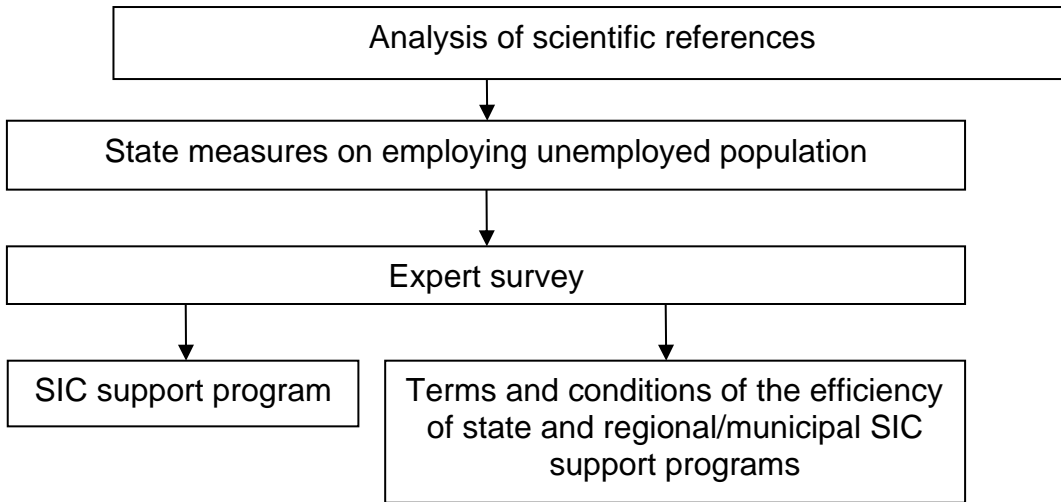 Analysis of scientific references
State measures on employing unemployed population
Expert survey
SIC support program
Terms and conditions of the efficiency
of state and regional/municipal SIC
support programs